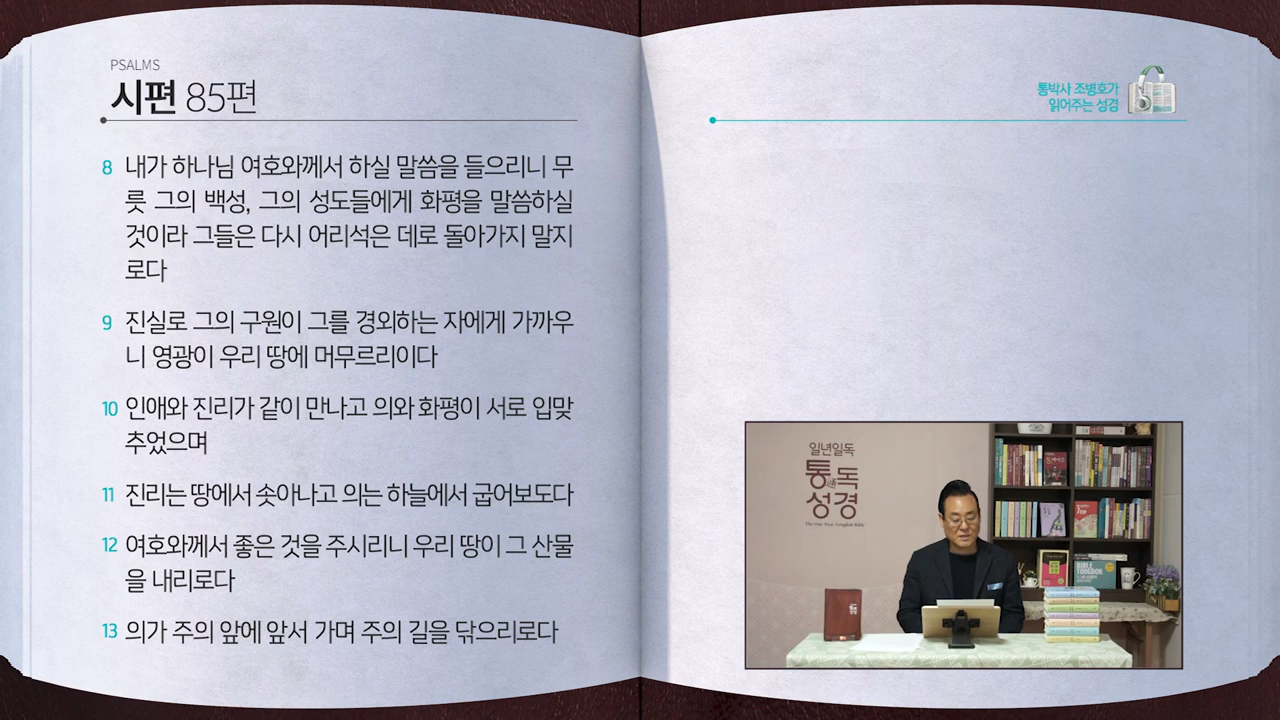 PSALMS
시편 85편
8 내가 하나님 여호와께서 하실 말씀을 들으리니 무
릇 그의 백성, 그의 성도들에게 화평을 말씀하실
것이라 그들은 다시 어리석은 데로 돌아가지 말지
로다
9 진실로 그의 구원이 그를 경외하는 자에게 가까우
니 영광이 우리 땅에 머무르리이다
10 인애와 진리가 같이 만나고 의와 화평이 서로 입맞
추었으며
11 진리는 땅에서 솟아나고 의는 하늘에서 굽어보도다
12 여호와께서 좋은 것을 주시리니 우리 땅이 그 산물
을 내리로다
13 의가 주의 앞에 앞서 가며 주의 길을 닦으리로다
통박사 조병호가
읽어주는 성경
일년일독
통독
성경
The One Year Tongdok Bible
BIBLE
TONGDOK